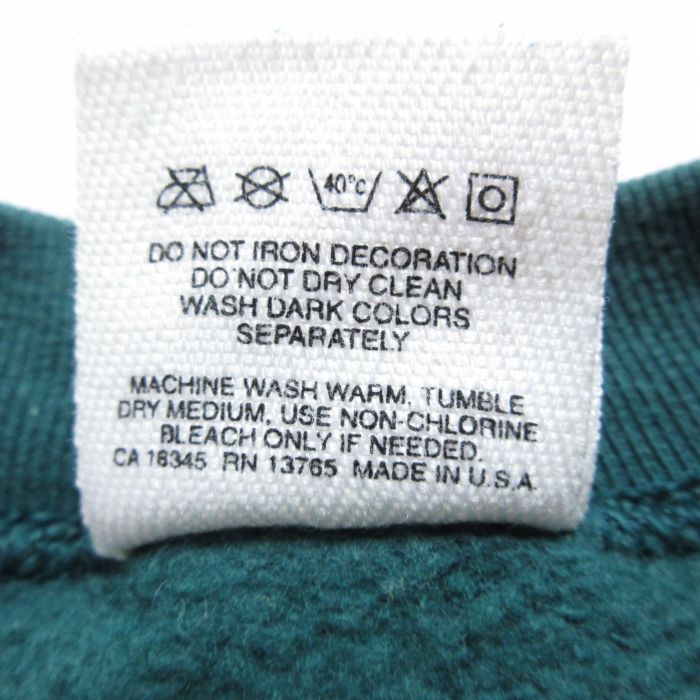 40°C
DO NOT IRON DECORATION
DO NOT DRY CLEAN
WASH DARK COLORS
SEPARATELY
MACHINE WASH WARM, TUMBLE
DRY MEDIUM, USE NON-CHLORINE
BLEACH ONLY IF NEEDED.
CA 16345 RN 13765 MADE IN U.S.A.